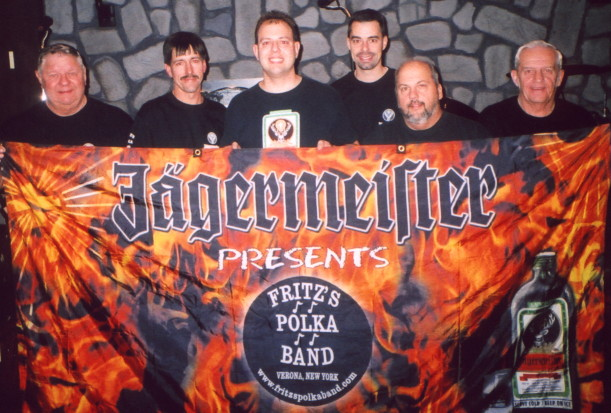 Jägermeiſter
PRESENTS
FRITZ'S
POLKA
BAND
VERONA, NEW YORK
www.fritzspolkaband.com